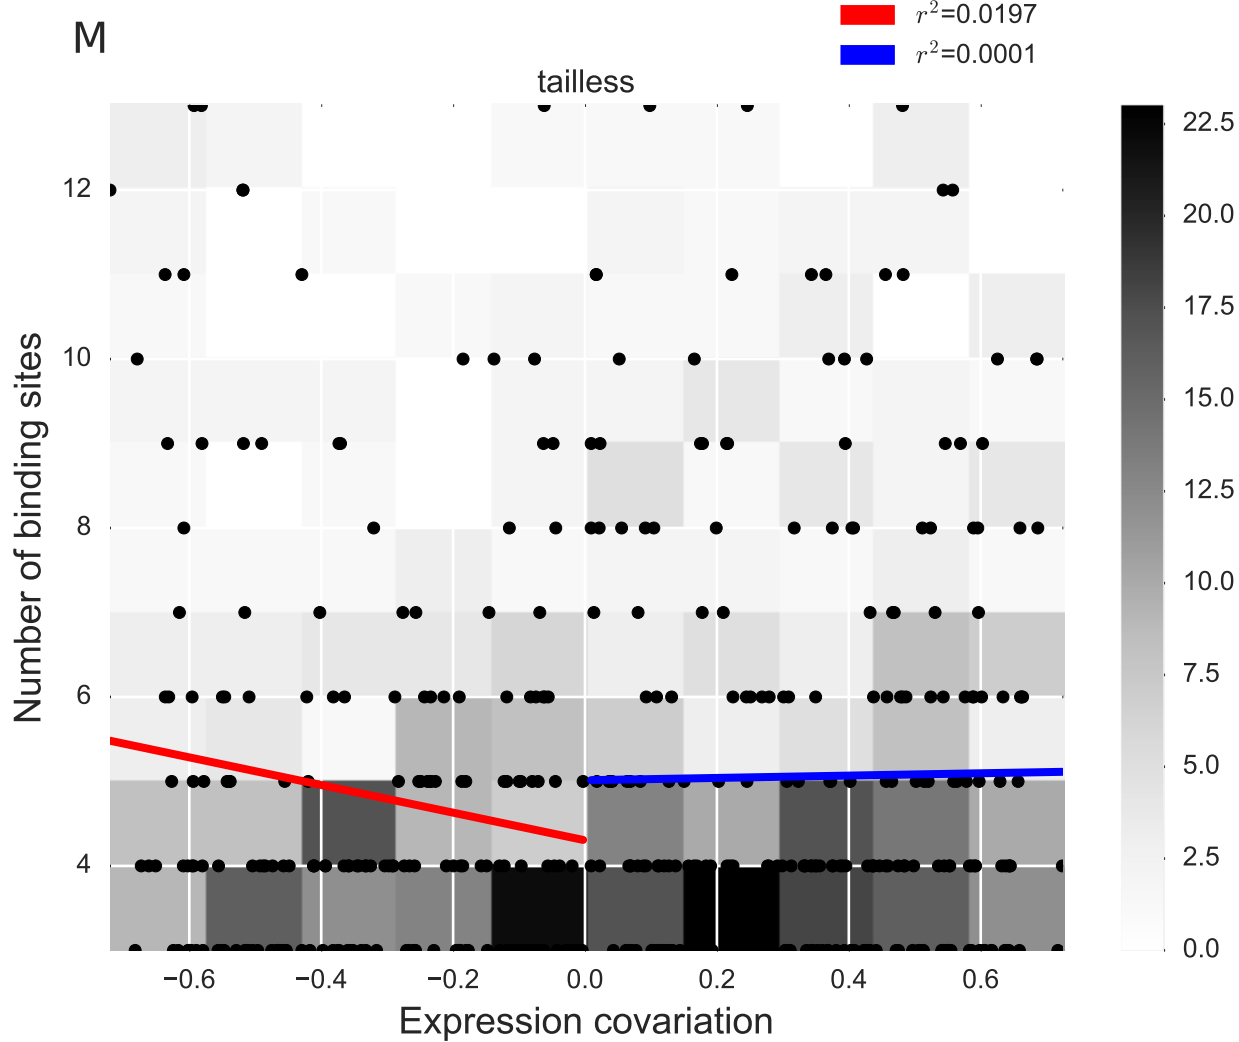 M
r²=0.0197
r²=0.0001
tailless
22.5
20.0
17.5
15.0
12.5
10.0
7.5
5.0
2.5
0.0
12
10
8
6
4
Number of binding sites
−0.6 −0.4 −0.2 0.0 0.2 0.4 0.6
Expression covariation